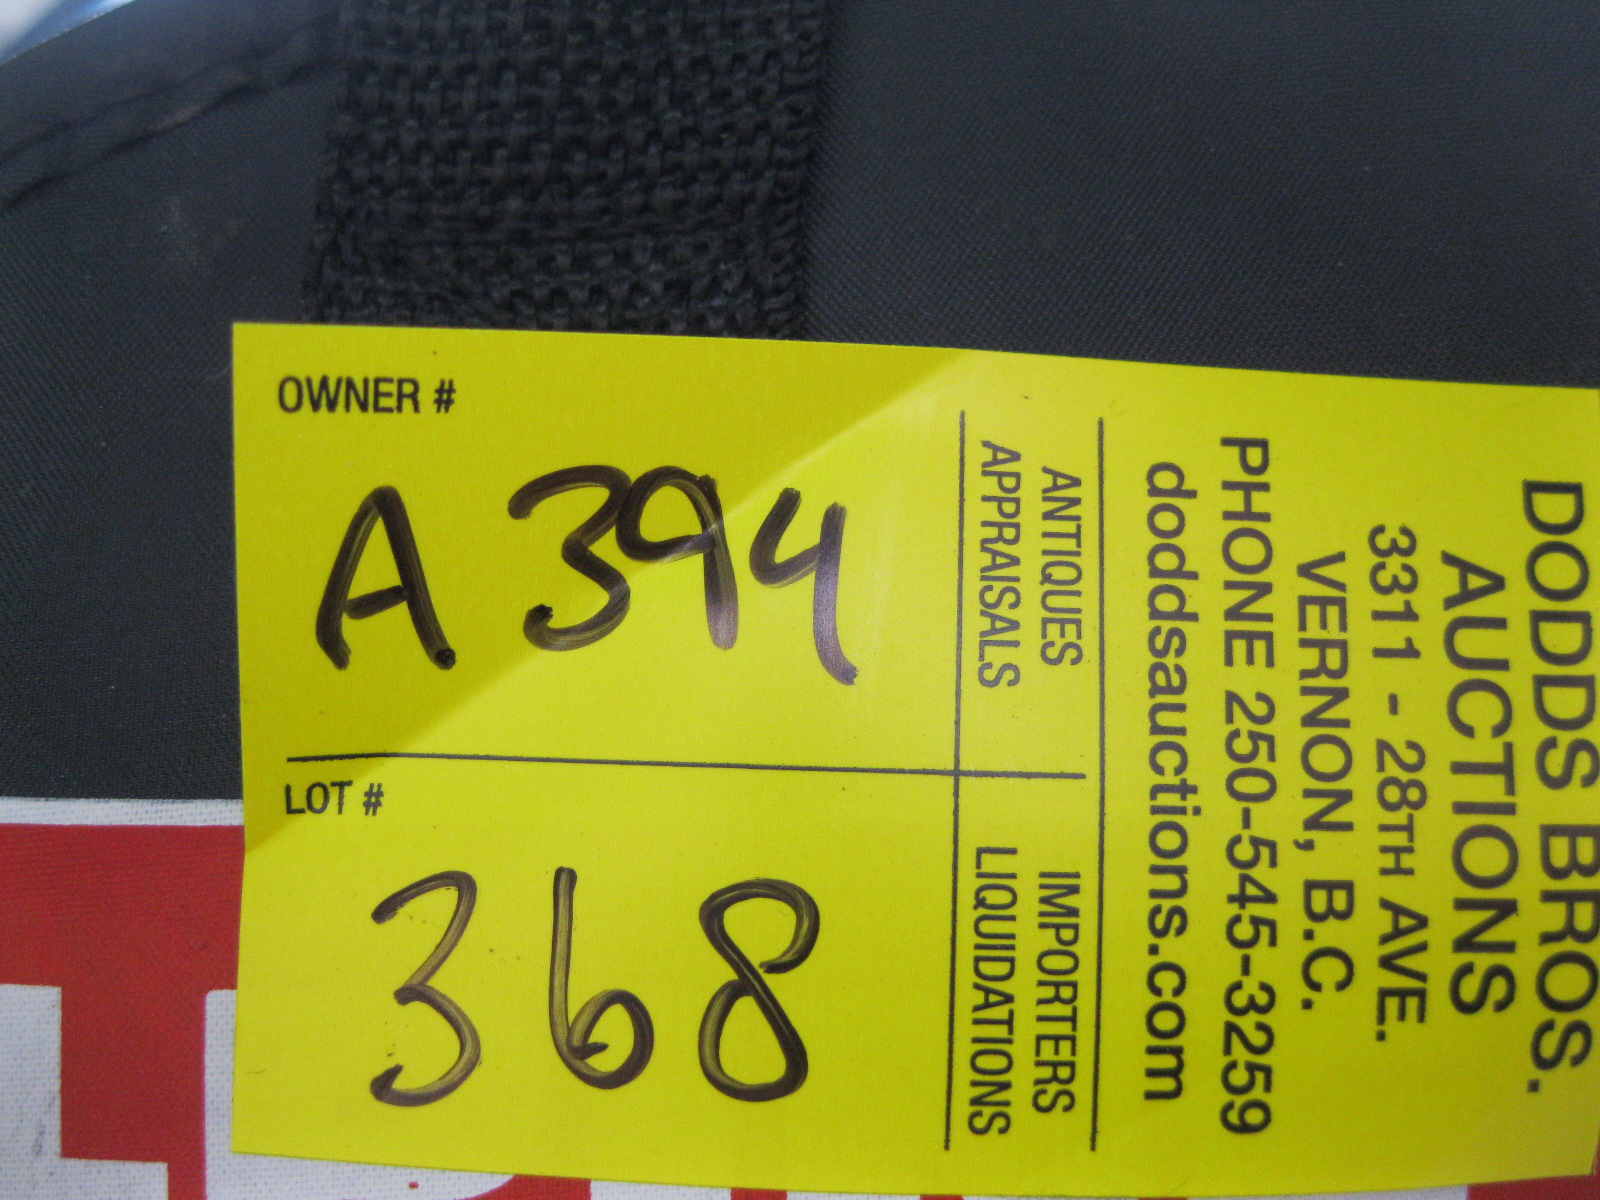 OWNER #
A 394
LOT #
368
ANTIQUES
APPRAISALS
IMPORTERS
LIQUIDATIONS
DODDS BROS.
AUCTIONS
3311 - 28TH AVE.
VERNON, B.C.
PHONE 250-545-3259
doddsauctions.com